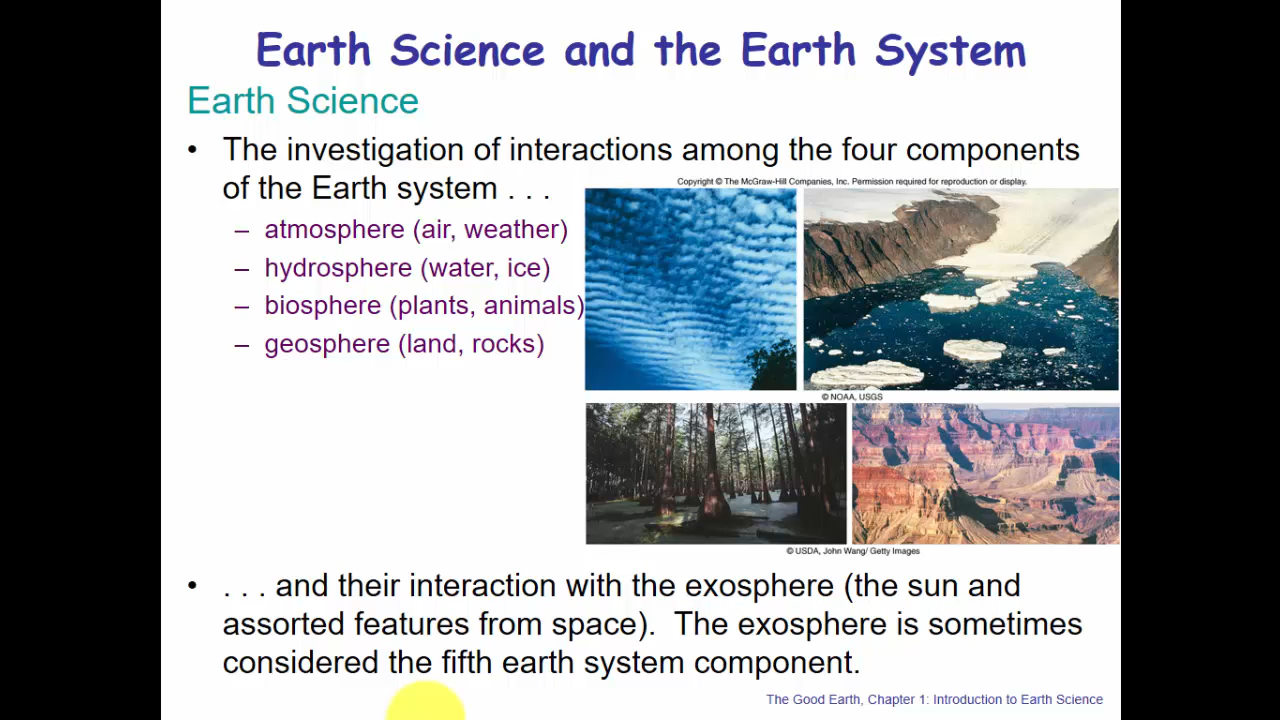 Earth Science and the Earth System
Earth Science
• The investigation of interactions among the four components
of the Earth system . . .
Copyright © The McGraw-Hill Companies, Inc. Permission required for reproduction or display.
– atmosphere (air, weather)
– hydrosphere (water, ice)
– biosphere (plants, animals)
– geosphere (land, rocks)
© NOAA, USGS
© USDA, John Wang/ Getty Images
• . . . and their interaction with the exosphere (the sun and
assorted features from space).  The exosphere is sometimes
considered the fifth earth system component.
The Good Earth, Chapter 1: Introduction to Earth Science